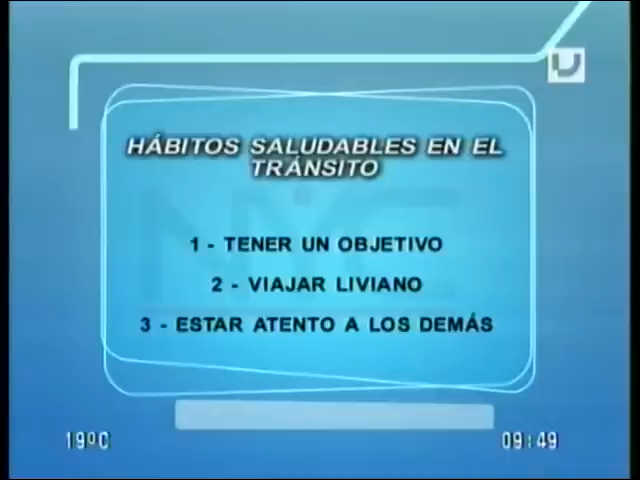 HÁBITOS SALUDABLES EN EL
TRÁNSITO
1 - TENER UN OBJETIVO
2 - VIAJAR LIVIANO
3 - ESTAR ATENTO A LOS DEMÁS
19ºC
09:49